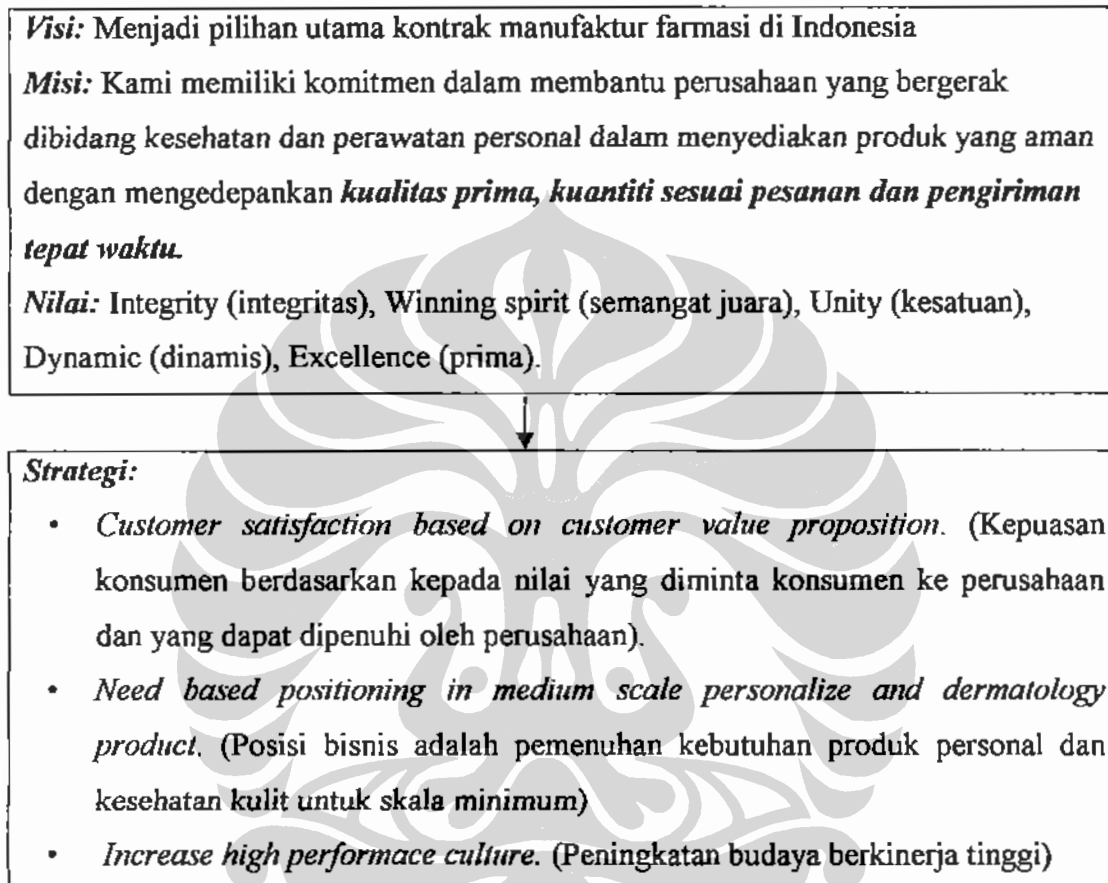 Visi: Menjadi pilihan utama kontrak manufaktur farmasi di Indonesia
Misi: Kami memiliki komitmen dalam membantu perusahaan yang bergerak
dibidang kesehatan dan perawatan personal dalam menyediakan produk yang aman
dengan mengedepankan kualitas prima, kuantiti sesuai pesanan dan pengiriman
tepat waktu.
Nilai: Integrity (integritas), Winning spirit (semangat juara), Unity (kesatuan),
Dynamic (dinamis), Excellence (prima).
Strategi:
• Customer satisfaction based on customer value proposition. (Kepuasan
konsumen berdasarkan kepada nilai yang diminta konsumen ke perusahaan
dan yang dapat dipenuhi oleh perusahaan).
• Need based positioning in medium scale personalize and dermatology
product. (Posisi bisnis adalah pemenuhan kebutuhan produk personal dan
kesehatan kulit untuk skala minimum)
• Increase high performace culture. (Peningkatan budaya berkinerja tinggi)